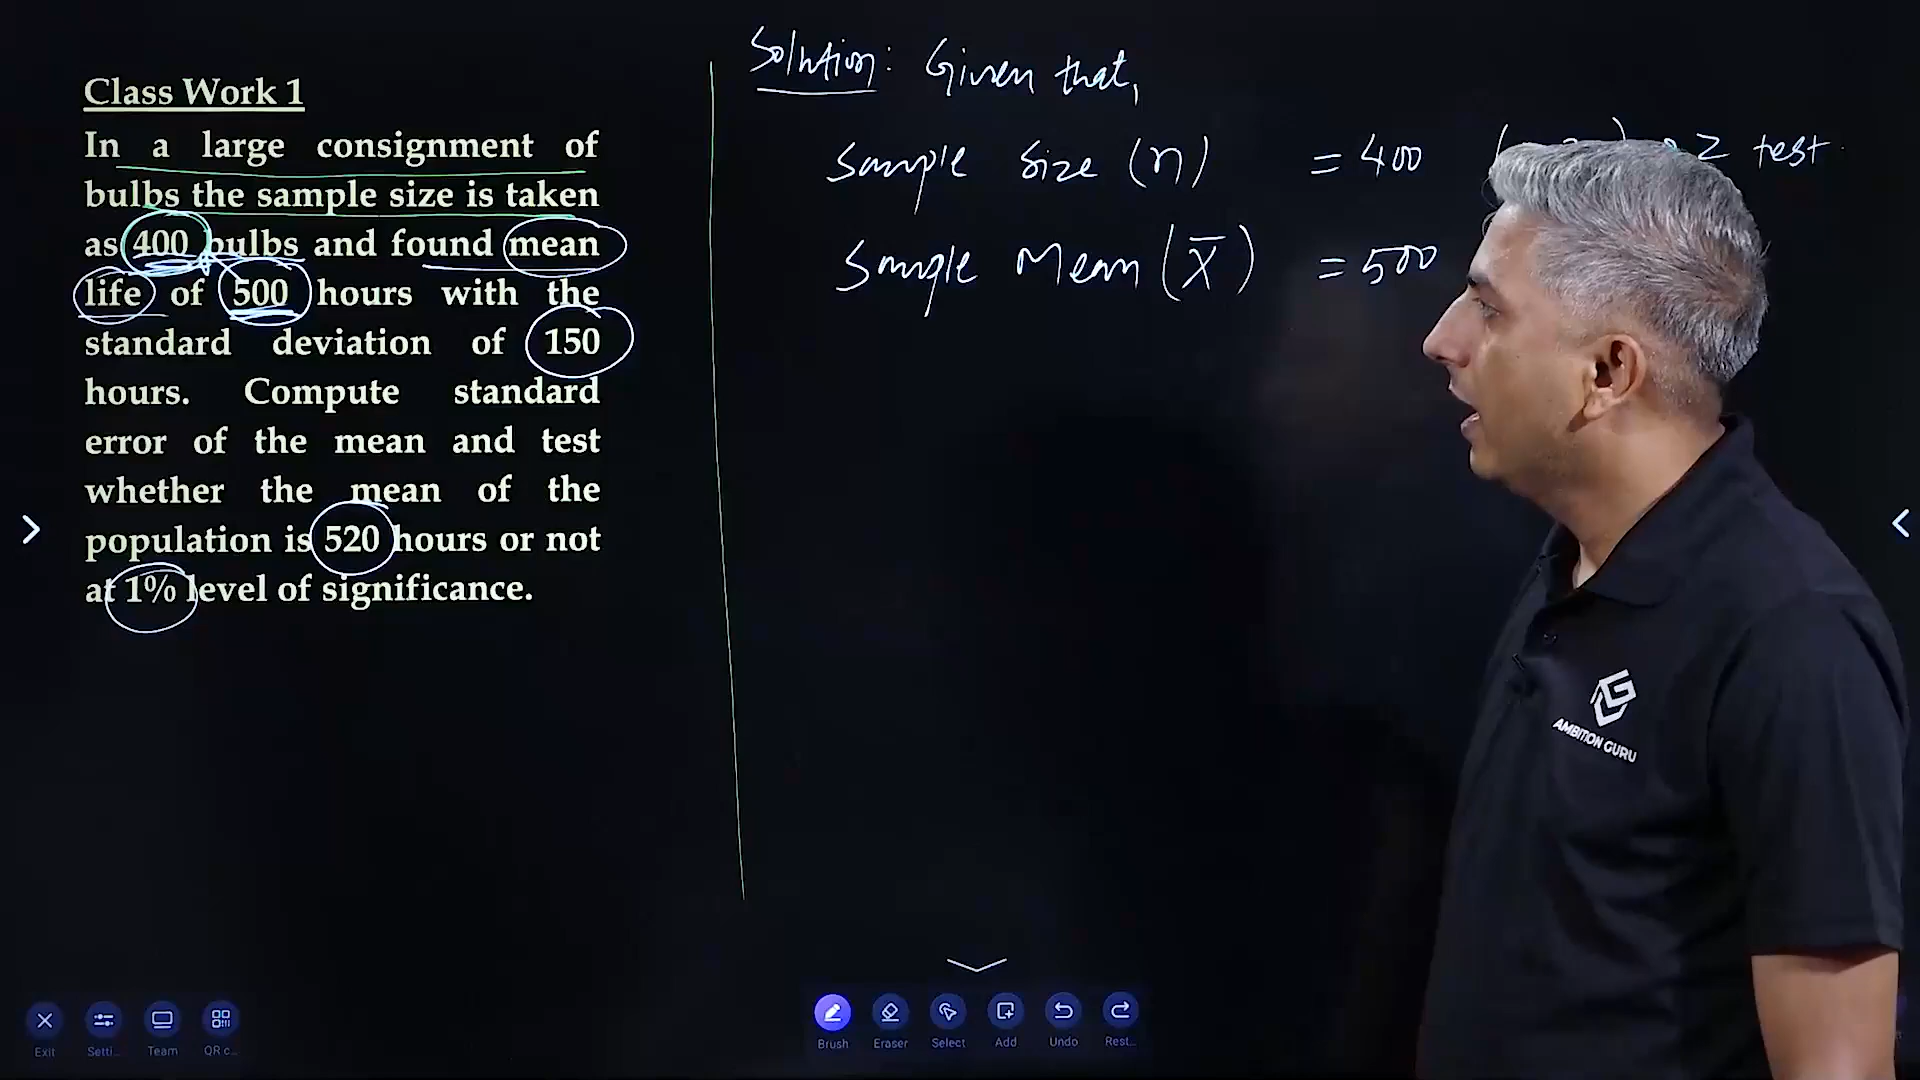 Class Work 1
In a large consignment of
bulbs the sample size is taken
as 400 bulbs and found mean
life of 500 hours with the
standard deviation of 150
hours. Compute standard
error of the mean and test
whether the mean of the
population is 520 hours or not
at 1% level of significance.
Solution: Given that,
Sample Size (n) = 400 Z test
Sample Mean (X̅) = 500
AMBITION GURU
Exit
Setti...
Team
QR c...
Brush
Eraser
Select
Add
Undo
Rest...